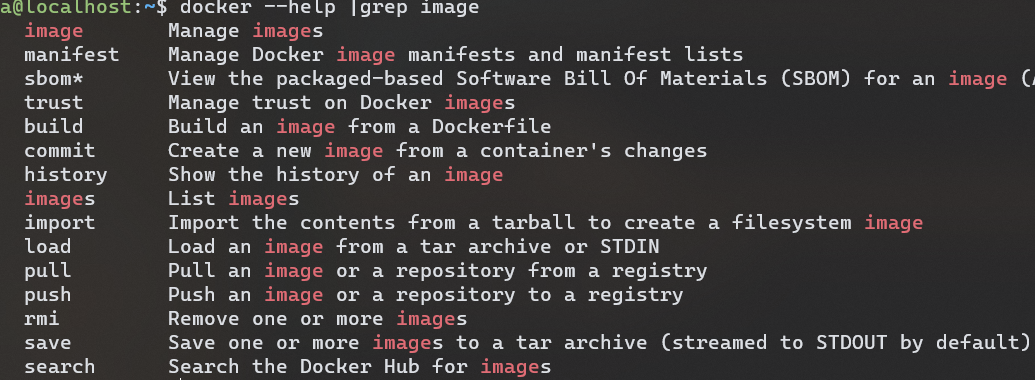 a@localhost:~$ docker --help |grep image
image Manage images
manifest Manage Docker image manifests and manifest lists
sbom* View the packaged-based Software Bill Of Materials (SBOM) for an image (
trust Manage trust on Docker images
build Build an image from a Dockerfile
commit Create a new image from a container's changes
history Show the history of an image
images List images
import Import the contents from a tarball to create a filesystem image
load Load an image from a tar archive or STDIN
pull Pull an image or a repository from a registry
push Push an image or a repository to a registry
rmi Remove one or more images
save Save one or more images to a tar archive (streamed to STDOUT by default)
search Search the Docker Hub for images